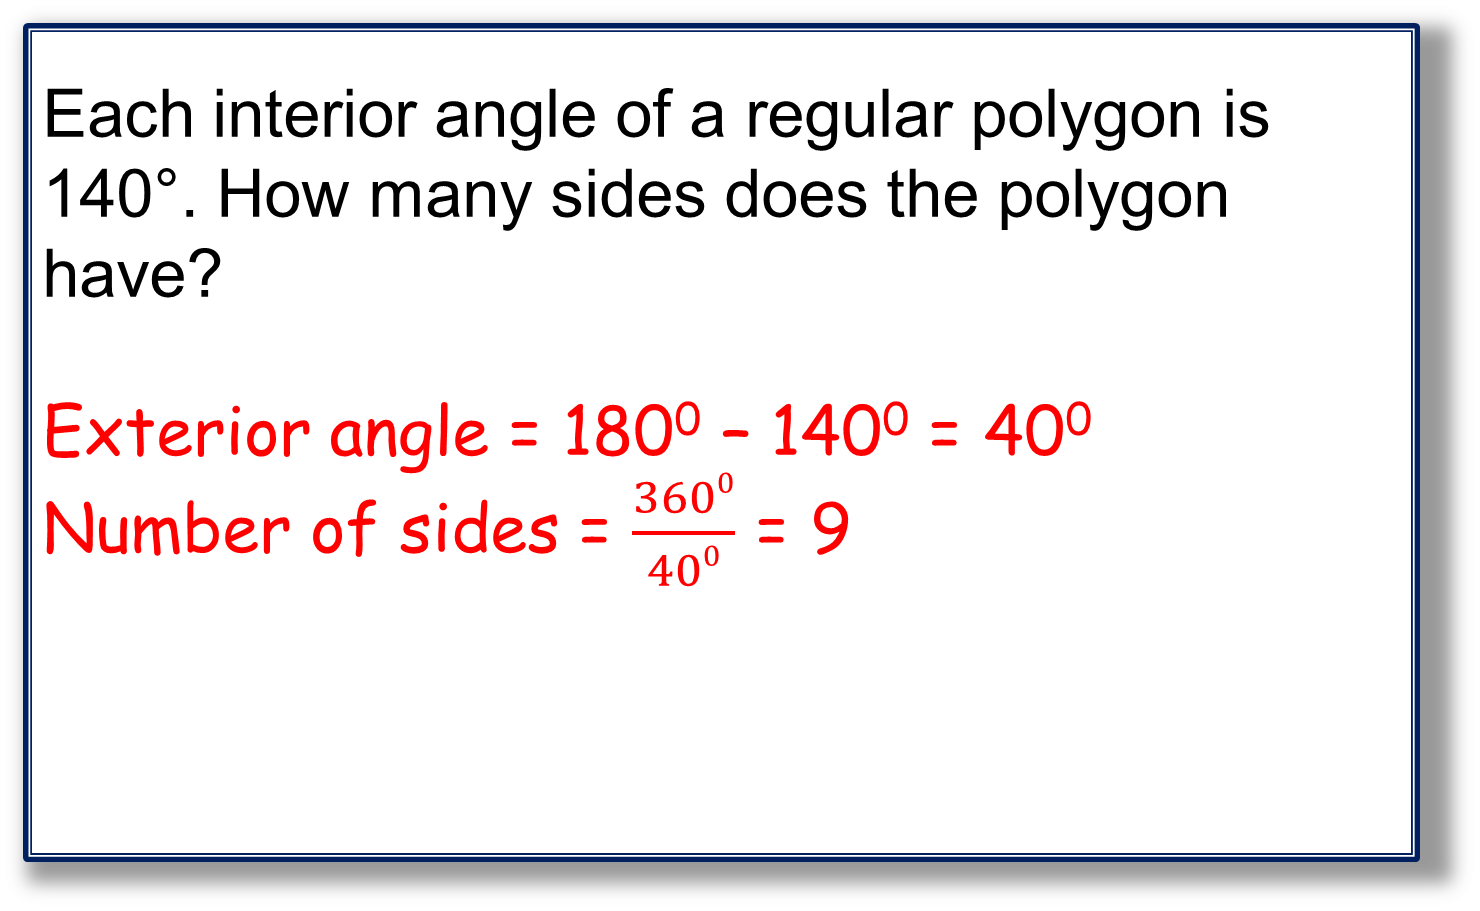 Each interior angle of a regular polygon is
140°. How many sides does the polygon
have?
Exterior angle = 180⁰ – 140⁰ = 40⁰
Number of sides = 360⁰/40⁰ = 9